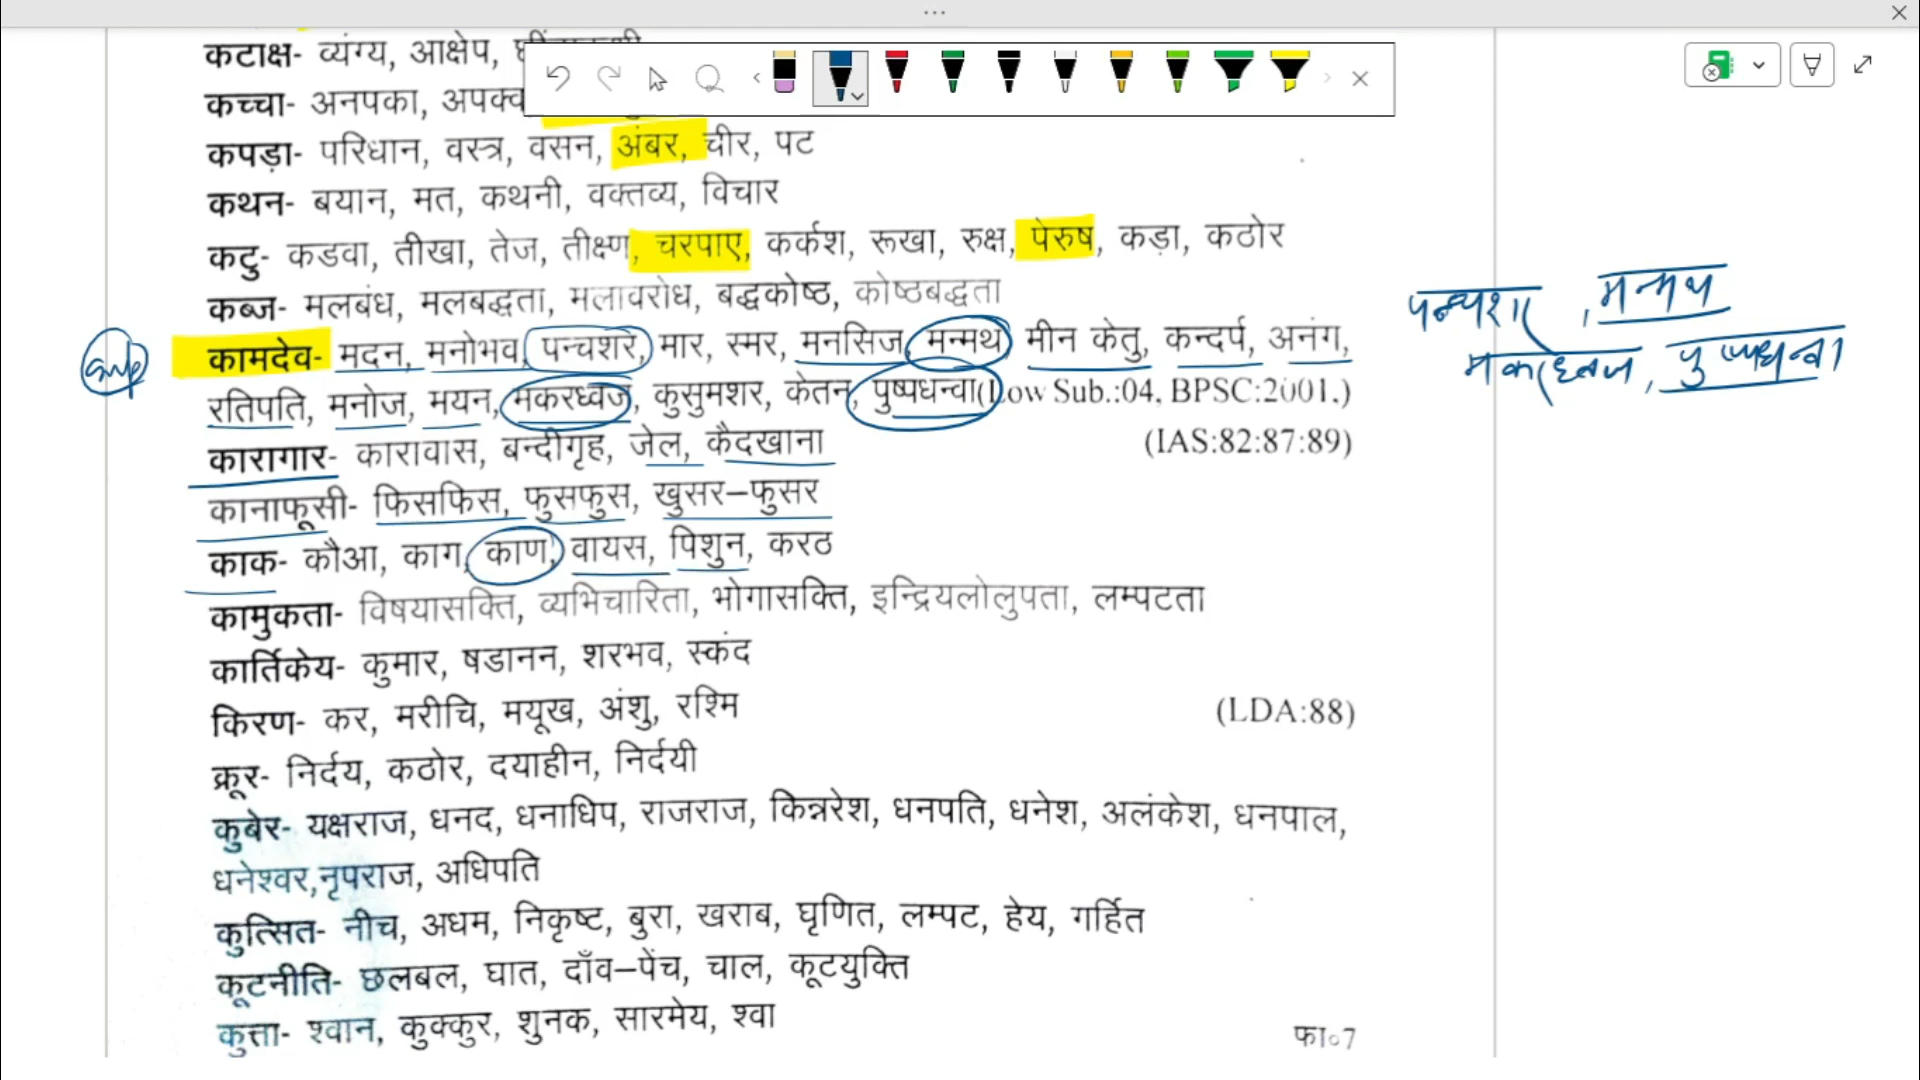 कटाक्ष- व्यंग्य, आक्षेप,
कच्चा- अनपका, अपक्व
कपड़ा- परिधान, वस्त्र, वसन, अंबर, चीर, पट
कथन- बयान, मत, कथनी, वक्तव्य, विचार
कटु- कडवा, तीखा, तेज, तीक्ष्ण, चरपाए, कर्कश, रूखा, रुक्ष, पेरुष, कड़ा, कठोर
कब्ज- मलबंध, मलबद्धता, मलावरोध, बद्धकोष्ठ, कोष्ठबद्धता
पन्चशर, मन्मथ
कामदेव- मदन, मनोभव, पन्चशर, मार, स्मर, मनसिज, मन्मथ, मीन केतु, कन्दर्प, अनंग,
मकरध्वज, पुष्पधन्वा
रतिपति, मनोज, मयन, मकरध्वज, कुसुमशर, केतन, पुष्पधन्वा(Low Sub.:04, BPSC:2001.)
कारागार- कारावास, बन्दीगृह, जेल, कैदखाना (IAS:82:87:89)
कानाफूसी- फिसफिस, फुसफुस, खुसर–फुसर
काक- कौआ, काग, काण, वायस, पिशुन, करठ
कामुकता- विषयासक्ति, व्यभिचारिता, भोगासक्ति, इन्द्रियलोलुपता, लम्पटता
कार्तिकेय- कुमार, षडानन, शरभव, स्कंद
किरण- कर, मरीचि, मयूख, अंशु, रश्मि (LDA:88)
क्रूर- निर्दय, कठोर, दयाहीन, निर्दयी
कुबेर- यक्षराज, धनद, धनाधिप, राजराज, किन्नरेश, धनपति, धनेश, अलंकेश, धनपाल,
धनेश्वर,नृपराज, अधिपति
कुत्सित- नीच, अधम, निकृष्ट, बुरा, खराब, घृणित, लम्पट, हेय, गर्हित
कूटनीति- छलबल, घात, दाँव–पेंच, चाल, कूटयुक्ति
कुत्ता- श्वान, कुक्कुर, शुनक, सारमेय, श्वा
फा॰7